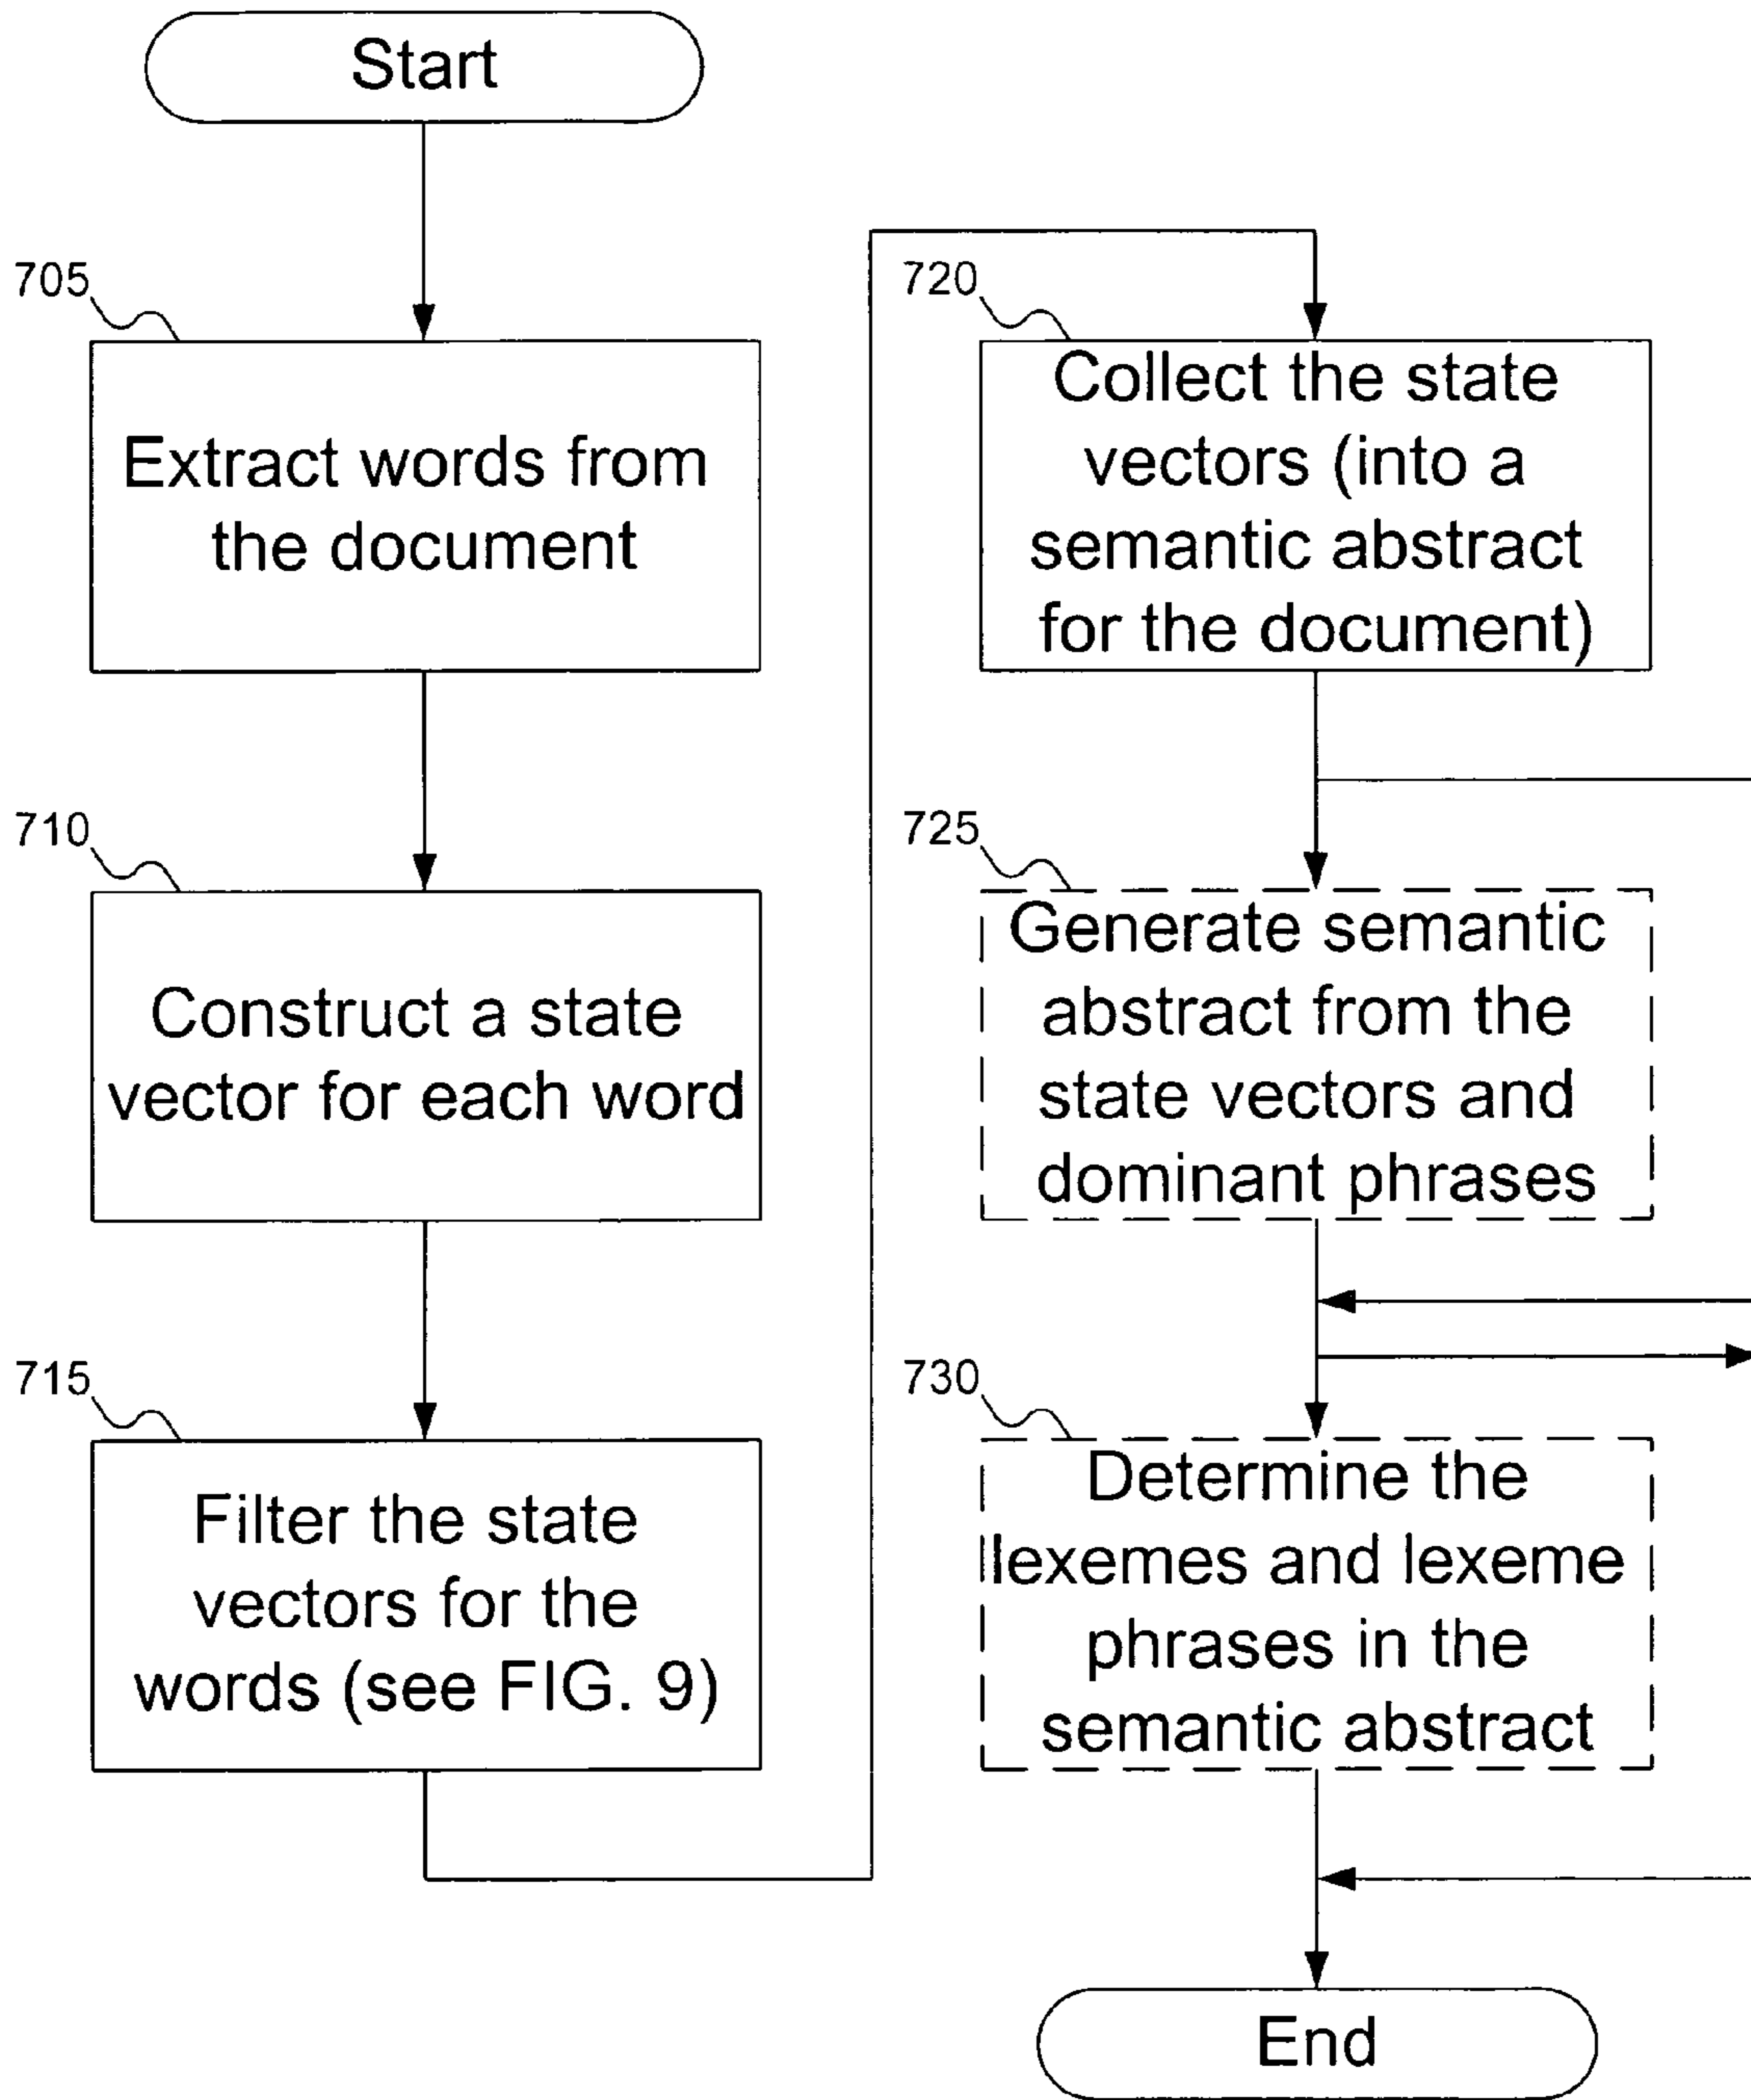 Start
705
Extract words from
the document
710
Construct a state
vector for each word
715
Filter the state
vectors for the
words (see FIG. 9)
720
Collect the state
vectors (into a
semantic abstract
for the document)
725
Generate semantic
abstract from the
state vectors and
dominant phrases
730
Determine the
lexemes and lexeme
phrases in the
semantic abstract
End